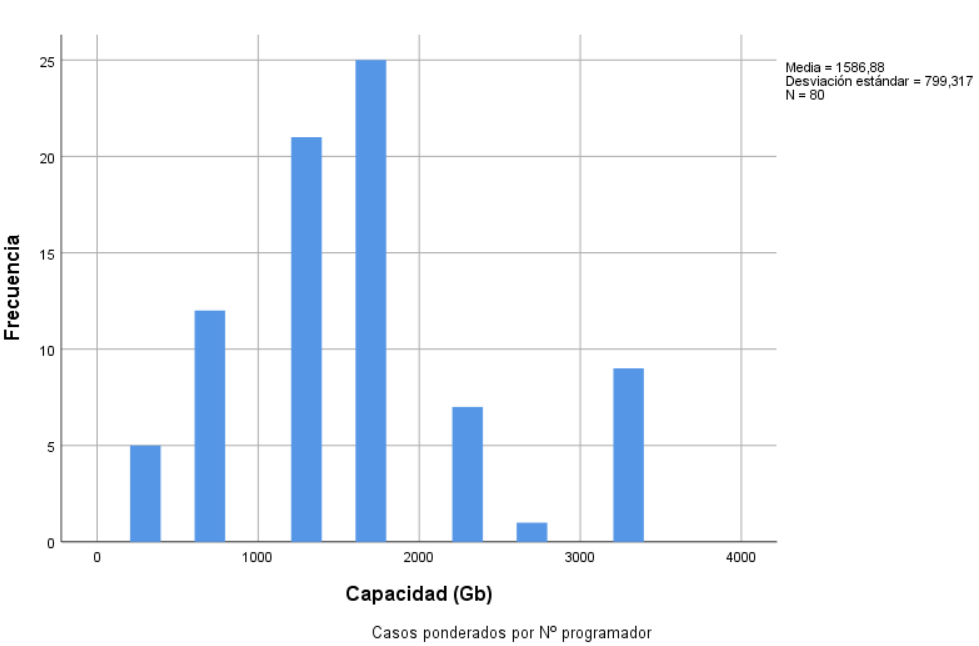 Media = 1586,88
Desviación estándar = 799,317
N = 80
25
20
15
10
5
0
Frecuencia
0 1000 2000 3000 4000
Capacidad (Gb)
Casos ponderados por Nº programador